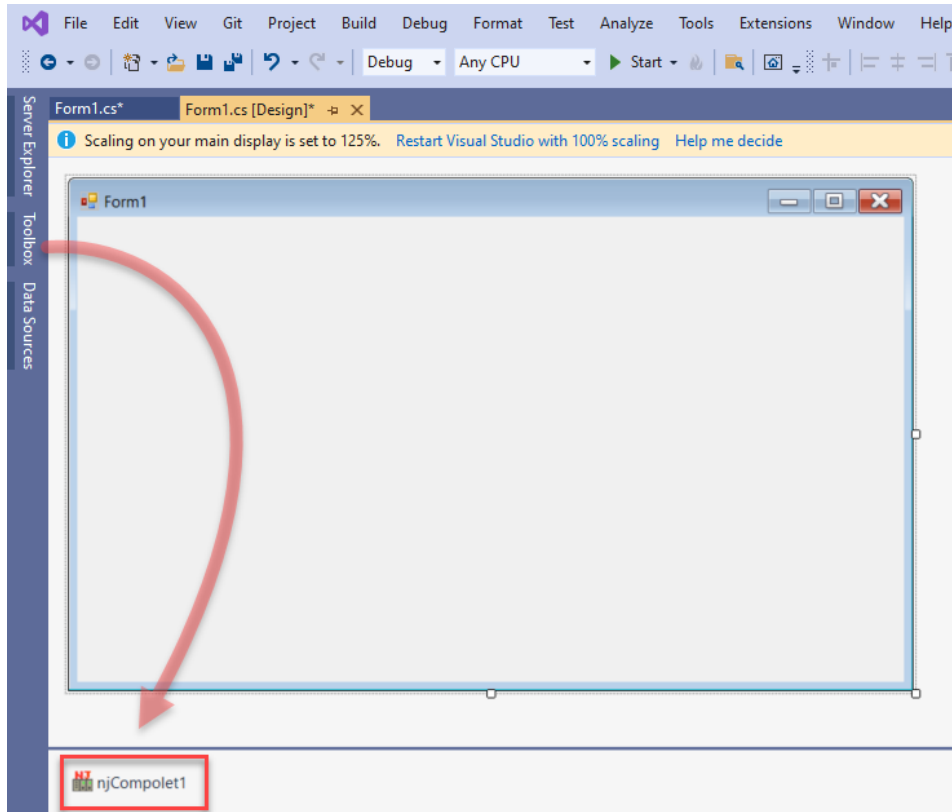 File Edit View Git Project Build Debug Format Test Analyze Tools Extensions Window Help
Debug Any CPU Start
Form1.cs* Form1.cs [Design]*
Scaling on your main display is set to 125%. Restart Visual Studio with 100% scaling Help me decide
Server Explorer
Toolbox
Data Sources
Form1
NJ
njCompolet1